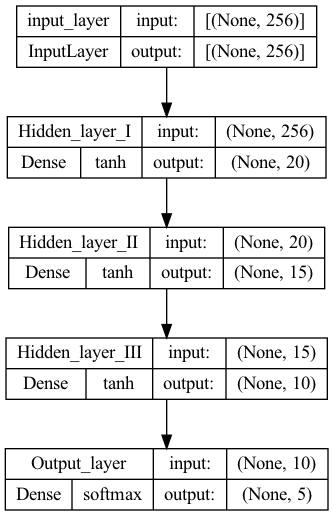 input_layer input: [(None, 256)]
InputLayer output: [(None, 256)]
Hidden_layer_I input: (None, 256)
Dense tanh output: (None, 20)
Hidden_layer_II input: (None, 20)
Dense tanh output: (None, 15)
Hidden_layer_III input: (None, 15)
Dense tanh output: (None, 10)
Output_layer input: (None, 10)
Dense softmax output: (None, 5)